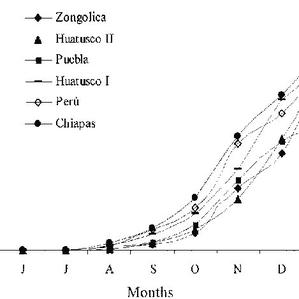 Zongolica
Huatusco II
Puebla
Huatusco I
Perú
Chiapas
J J A S O N D
Months